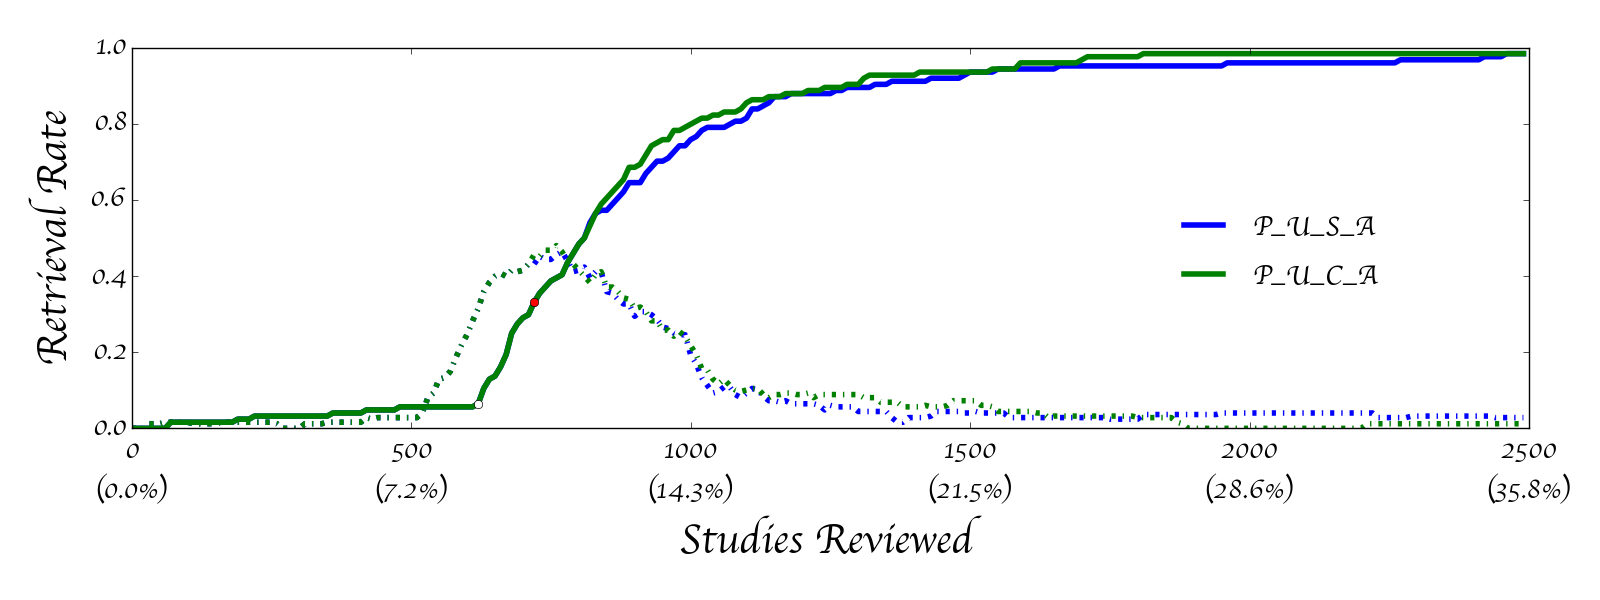 Retrieval Rate
1.0
0.8
0.6
0.4
0.2
0.0
P_U_S_A
P_U_C_A
0 500 1000 1500 2000 2500
(0.0%) (7.2%) (14.3%) (21.5%) (28.6%) (35.8%)
Studies Reviewed